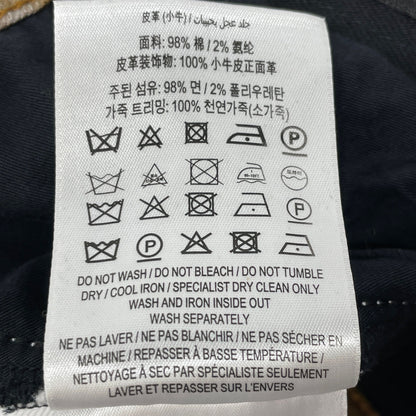 皮革 (小牛) / جلد عجل بحبيبات
面料: 98% 棉 / 2% 氨纶
皮革装饰物: 100% 小牛皮正面革
주된 섬유: 98% 면 / 2% 폴리우레탄
가죽 트리밍: 100% 천연가죽(소가죽)
P
P
P
P
DO NOT WASH / DO NOT BLEACH / DO NOT TUMBLE
DRY / COOL IRON / SPECIALIST DRY CLEAN ONLY
WASH AND IRON INSIDE OUT
WASH SEPARATELY
NE PAS LAVER / NE PAS BLANCHIR / NE PAS SÉCHER EN
MACHINE / REPASSER À BASSE TEMPÉRATURE /
NETTOYAGE À SEC PAR SPÉCIALISTE SEULEMENT
LAVER ET REPASSER SUR L'ENVERS